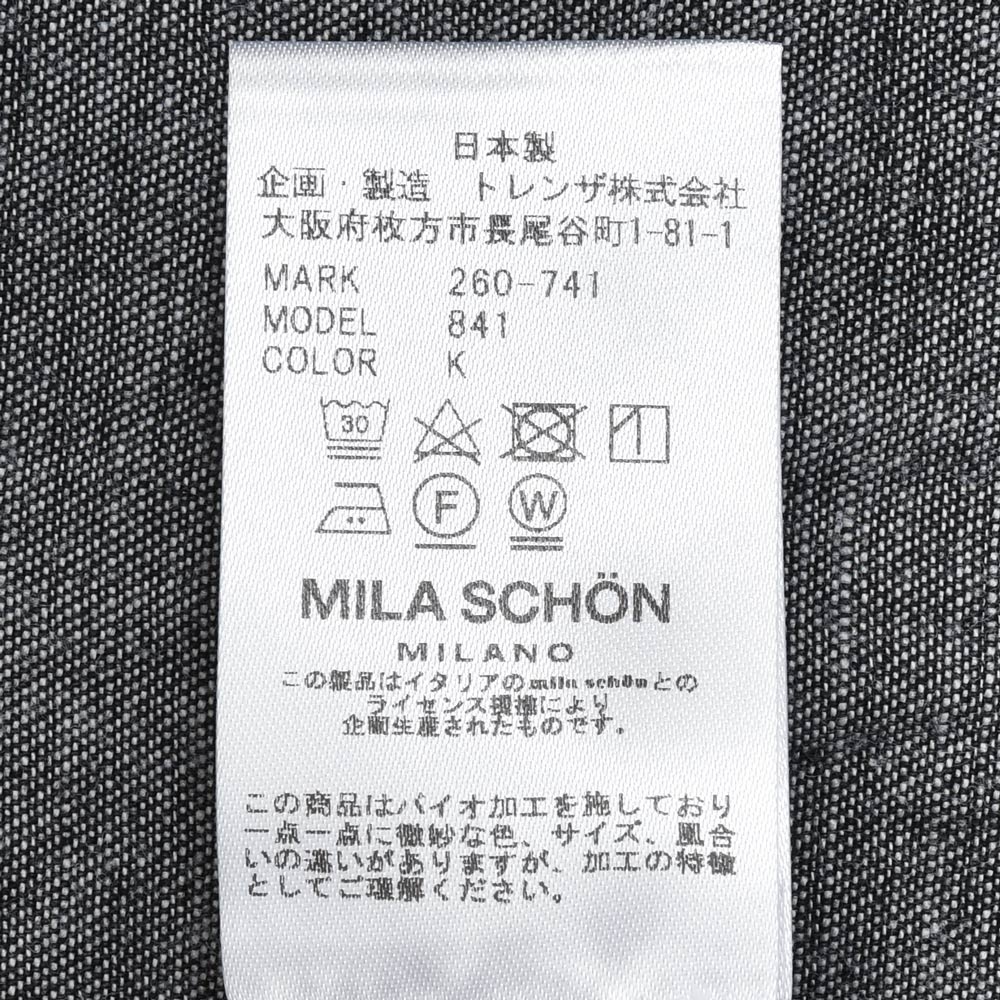 日本製
企画・製造 トレンザ株式会社
大阪府枚方市長尾谷町1-81-1
MARK 260-741
MODEL 841
COLOR K
30
F W
MILA SCHÖN
MILANO
この製品はイタリアのmila schönとの
ライセンス提携により
企画生産されたものです。
この商品はバイオ加工を施しており
一点一点に微妙な色、サイズ、風合
いの違いがありますが、加工の特徴
としてご理解ください。